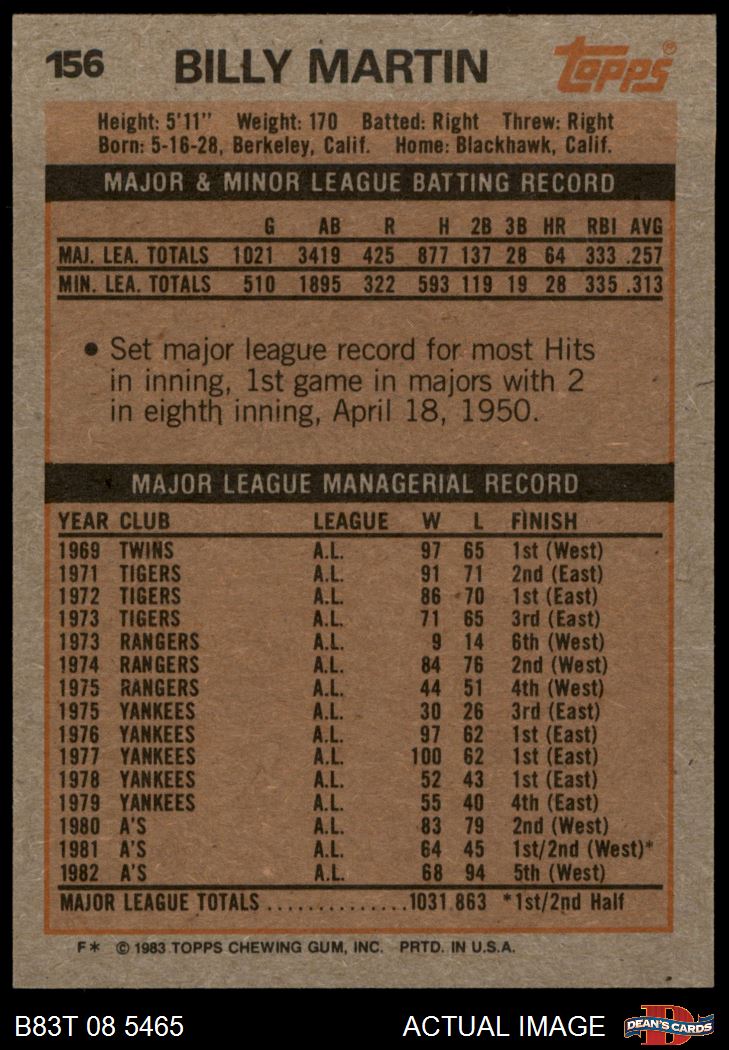 156 BILLY MARTIN topps®
Height: 5'11" Weight: 170 Batted: Right Threw: Right
Born: 5-16-28, Berkeley, Calif. Home: Blackhawk, Calif.
MAJOR & MINOR LEAGUE BATTING RECORD
G AB R H 2B 3B HR RBI AVG
MAJ. LEA. TOTALS 1021 3419 425 877 137 28 64 333 .257
MIN. LEA. TOTALS 510 1895 322 593 119 19 28 335 .313
• Set major league record for most Hits
in inning, 1st game in majors with 2
in eighth inning, April 18, 1950.
MAJOR LEAGUE MANAGERIAL RECORD
YEAR CLUB LEAGUE W L FINISH
1969 TWINS A.L. 97 65 1st (West)
1971 TIGERS A.L. 91 71 2nd (East)
1972 TIGERS A.L. 86 70 1st (East)
1973 TIGERS A.L. 71 65 3rd (East)
1973 RANGERS A.L. 9 14 6th (West)
1974 RANGERS A.L. 84 76 2nd (West)
1975 RANGERS A.L. 44 51 4th (West)
1975 YANKEES A.L. 30 26 3rd (East)
1976 YANKEES A.L. 97 62 1st (East)
1977 YANKEES A.L. 100 62 1st (East)
1978 YANKEES A.L. 52 43 1st (East)
1979 YANKEES A.L. 55 40 4th (East)
1980 A'S A.L. 83 79 2nd (West)
1981 A'S A.L. 64 45 1st/2nd (West)*
1982 A'S A.L. 68 94 5th (West)
MAJOR LEAGUE TOTALS ..............1031 863 *1st/2nd Half
F* © 1983 TOPPS CHEWING GUM, INC. PRTD. IN U.S.A.
B83T 08 5465 ACTUAL IMAGE D DEAN'S CARDS